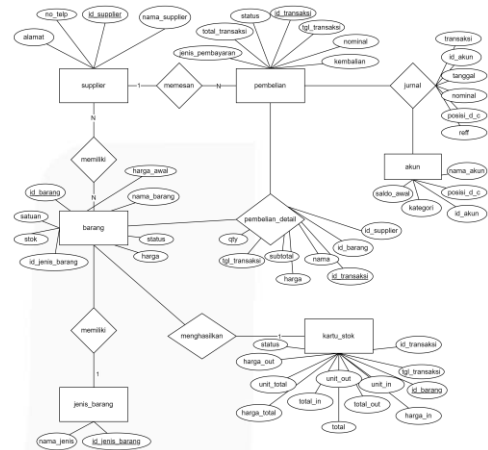 no_telp
id_supplier
nama_supplier
alamat
supplier
1
memesan
N
status
id_transaksi
total_transaksi
tgl_transaksi
jenis_pembayaran
nominal
kembalian
pembelian
jurnal
transaksi
id_akun
tanggal
nominal
posisi_d_c
reff
akun
nama_akun
saldo_awal
posisi_d_c
kategori
id_akun
N
memiliki
N
harga_awal
id_barang
nama_barang
satuan
barang
stok
status
id_jenis_barang
harga
pembelian_detail
id_supplier
qty
id_barang
tgl_transaksi
subtotal
nama
harga
id_transaksi
memiliki
1
menghasilkan
1
kartu_stok
status
id_transaksi
harga_out
tgl_transaksi
unit_total
unit_out
unit_in
id_barang
harga_total
total_in
total_out
harga_in
total
jenis_barang
nama_jenis
id_jenis_barang